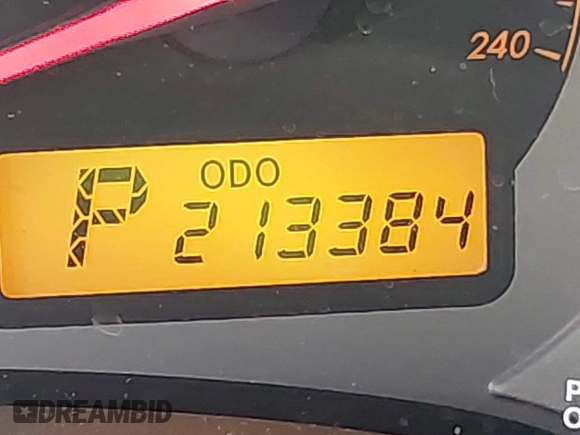 240
ODO
P 213384
P
O
DREAMBID